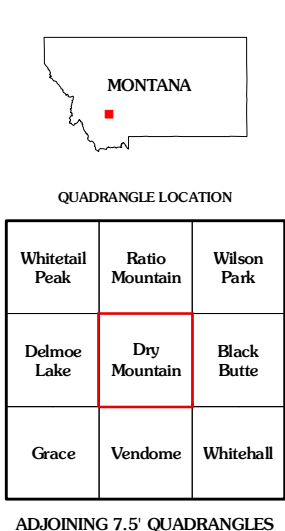 MONTANA
QUADRANGLE LOCATION
Whitetail Peak
Ratio Mountain
Wilson Park
Delmoe Lake
Dry Mountain
Black Butte
Grace
Vendome
Whitehall
ADJOINING 7.5' QUADRANGLES